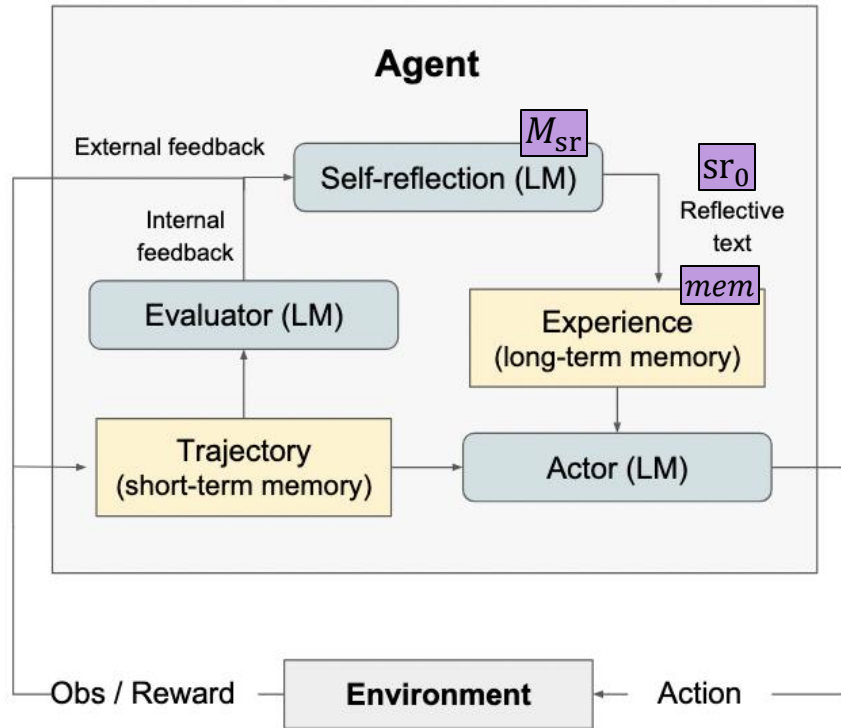 Agent
M_sr
External feedback
Self-reflection (LM)
sr_0
Reflective
text
Internal
feedback
mem
Evaluator (LM)
Experience
(long-term memory)
Trajectory
(short-term memory)
Actor (LM)
Obs / Reward
Environment
Action